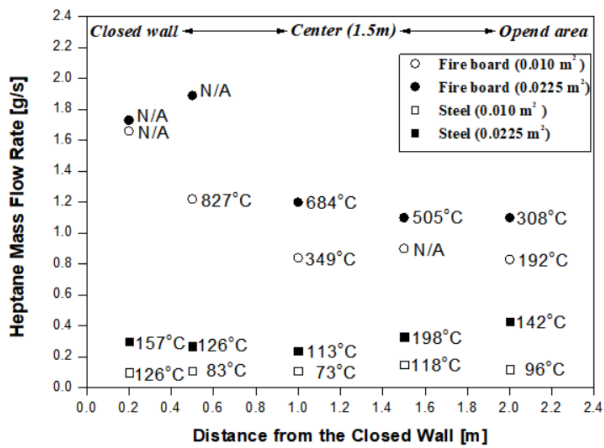 2.4
2.2
2.0
1.8
1.6
1.4
1.2
1.0
0.8
0.6
0.4
0.2
0.0
Heptane Mass Flow Rate [g/s]
Closed wall
Center (1.5m)
Opend area
Fire board (0.010 m²)
Fire board (0.0225 m²)
Steel (0.010 m²)
Steel (0.0225 m²)
N/A
N/A
N/A
827°C
684°C
505°C
308°C
349°C
N/A
192°C
157°C
126°C
113°C
198°C
142°C
126°C
83°C
73°C
118°C
96°C
0.0 0.2 0.4 0.6 0.8 1.0 1.2 1.4 1.6 1.8 2.0 2.2 2.4
Distance from the Closed Wall [m]